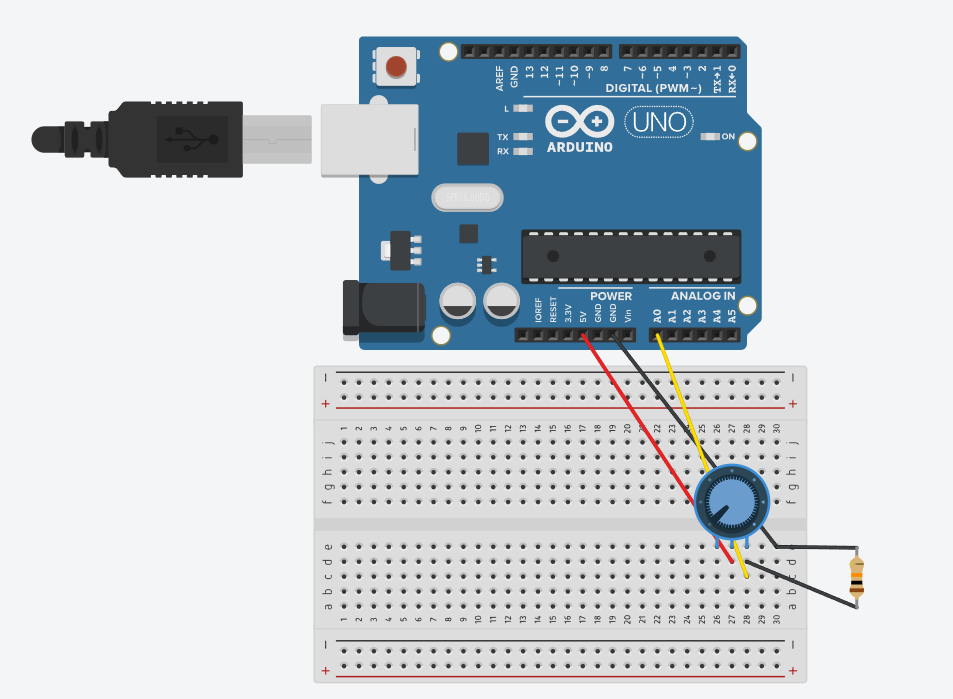 AREF GND 13 12 ~11 ~10 ~9 8 7 ~6 ~5 4 ~3 2 TX→1 RX←0
DIGITAL (PWM~)
L
TX
RX
ARDUINO
UNO
ON
POWER
ANALOG IN
IOREF RESET 3.3V 5V GND GND Vin A0 A1 A2 A3 A4 A5
− −
+ +
1 2 3 4 5 6 7 8 9 10 11 12 13 14 15 16 17 18 19 20 21 22 23 24 25 26 27 28 29 30
j j
i i
h h
g g
f f
e e
d d
c c
b b
a a
1 2 3 4 5 6 7 8 9 10 11 12 13 14 15 16 17 18 19 20 21 22 23 24 25 26 27 28 29 30
− −
+ +